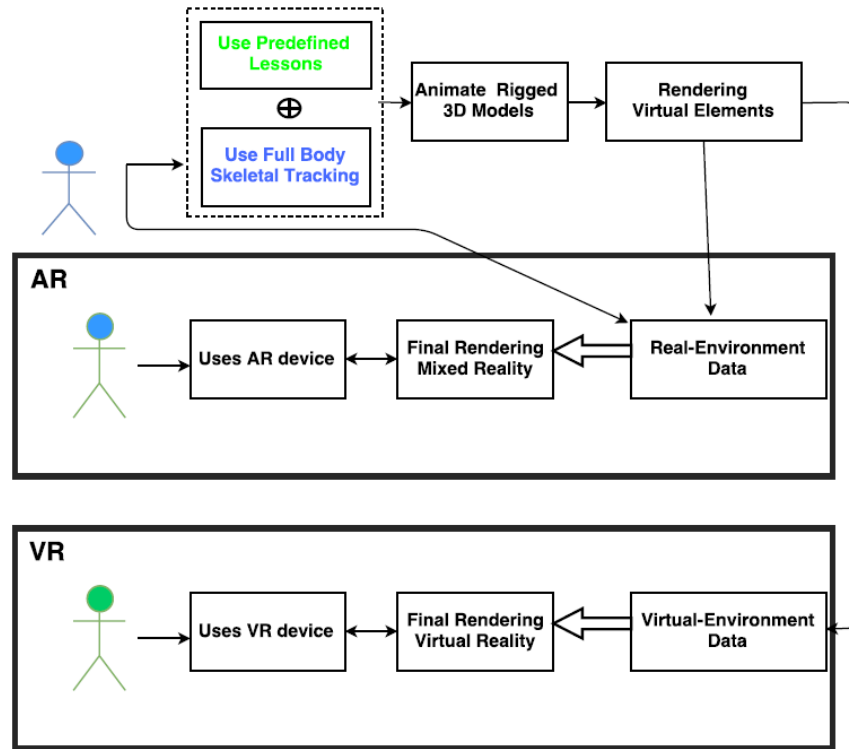 Use Predefined
Lessons
Use Full Body
Skeletal Tracking
Animate Rigged
3D Models
Rendering
Virtual Elements
AR
Uses AR device
Final Rendering
Mixed Reality
Real-Environment
Data
VR
Uses VR device
Final Rendering
Virtual Reality
Virtual-Environment
Data